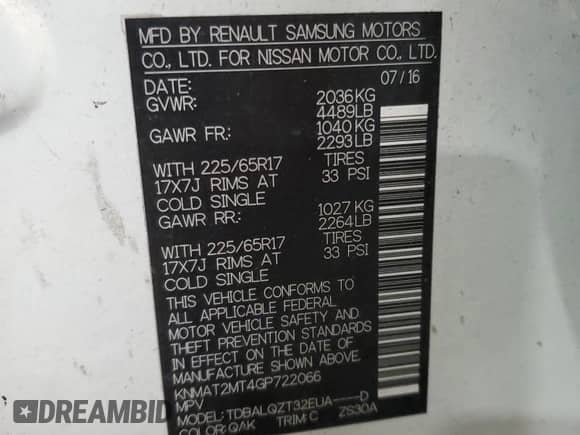 MFD BY RENAULT SAMSUNG MOTORS
CO., LTD. FOR NISSAN MOTOR CO., LTD.
DATE: 07/16
GVWR: 2036KG
4489LB
GAWR FR: 1040KG
2293LB
WITH 225/65R17 TIRES
17X7J RIMS AT 33 PSI
COLD SINGLE
GAWR RR: 1027KG
2264LB
WITH 225/65R17 TIRES
17X7J RIMS AT 33 PSI
COLD SINGLE
THIS VEHICLE CONFORMS TO
ALL APPLICABLE FEDERAL
MOTOR VEHICLE SAFETY AND
THEFT PREVENTION STANDARDS
IN EFFECT ON THE DATE OF
MANUFACTURE SHOWN ABOVE.
KNMAT2MT4GP722066
MPV
MODEL: TDBALQZT32EUA----D
COLOR: QAK TRIM: C ZS30A
AUTOHELPERBOT.COM